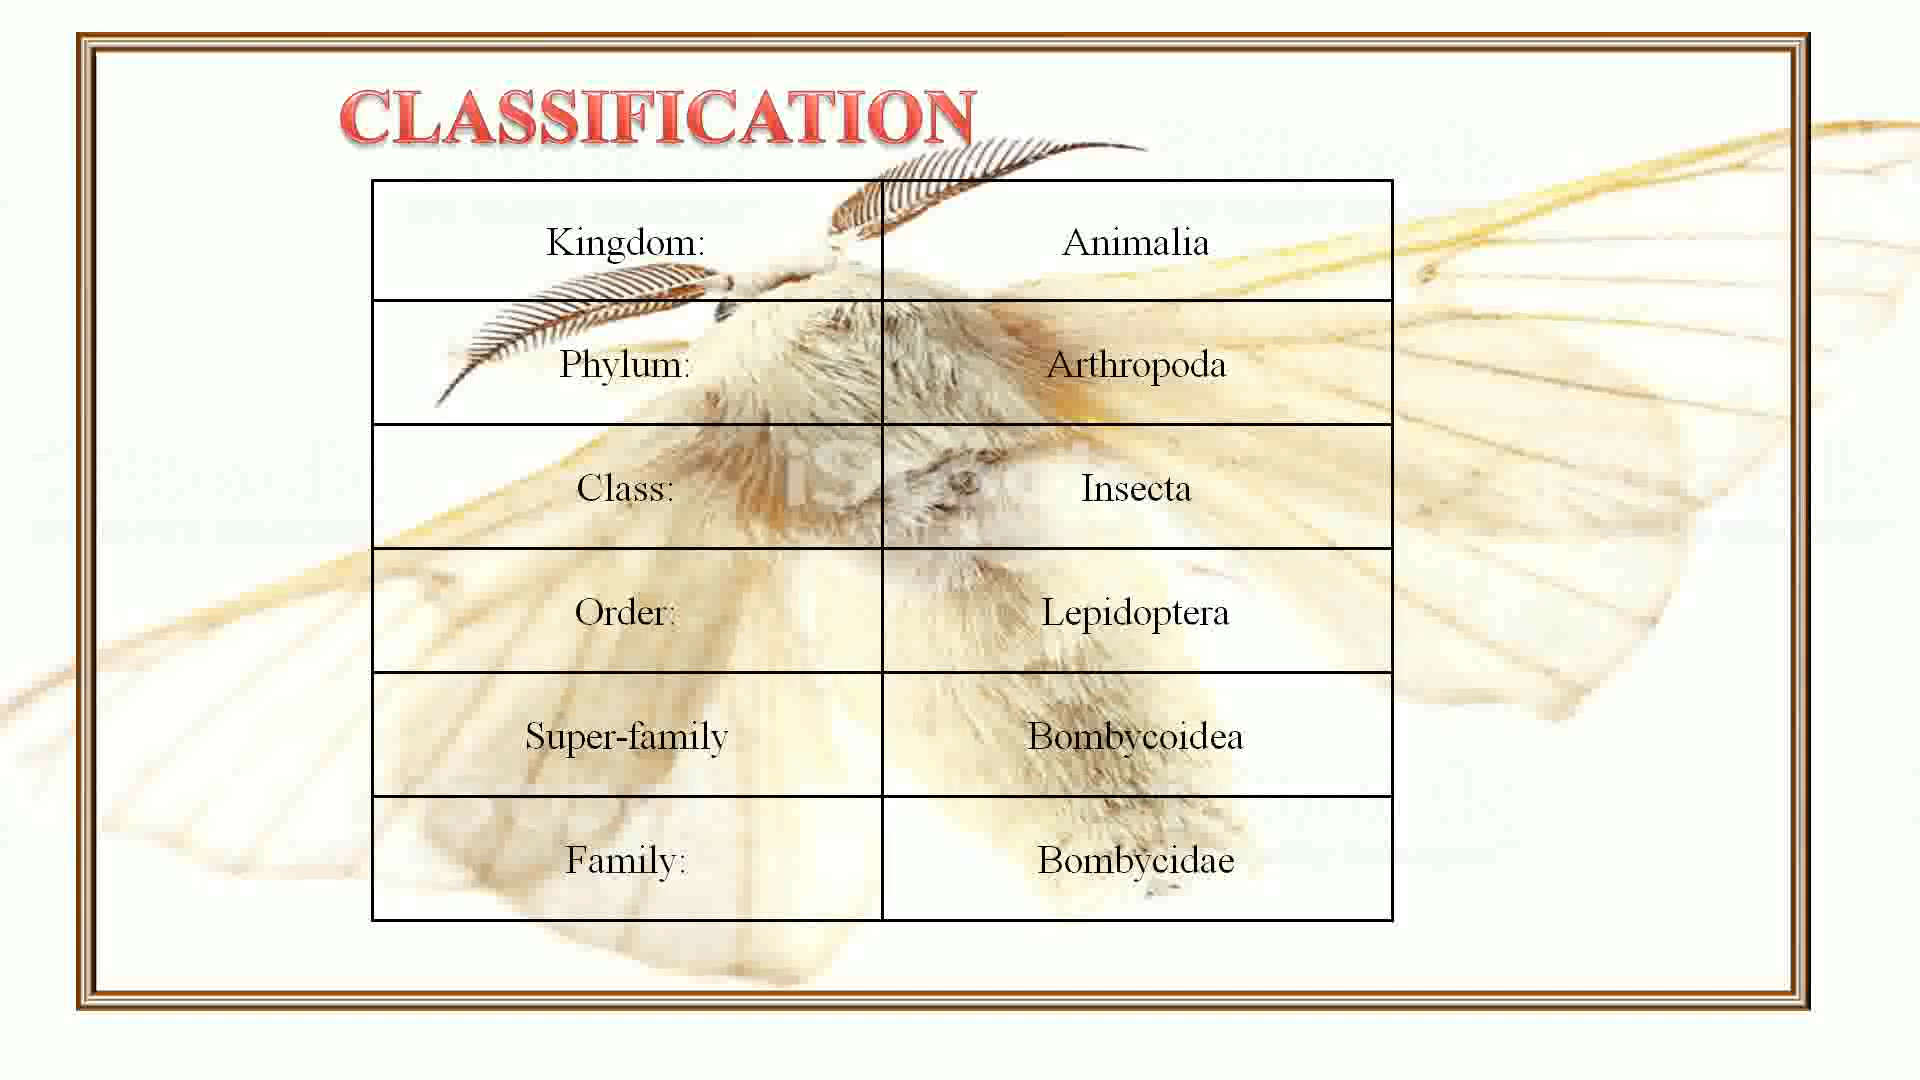 CLASSIFICATION
Kingdom: Animalia
Phylum: Arthropoda
Class: Insecta
Order: Lepidoptera
Super-family Bombycoidea
Family: Bombycidae